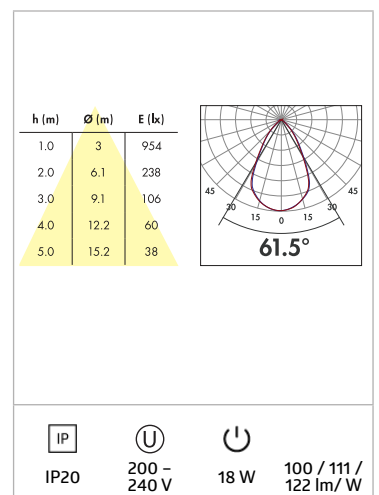 h (m) Ø (m) E (lx)
1.0 3 954
2.0 6.1 238
3.0 9.1 106
4.0 12.2 60
5.0 15.2 38
45 45
30 30
15 0 15
61.5°
IP U
IP20 200 – 240 V 18 W 100 / 111 / 122 lm/ W